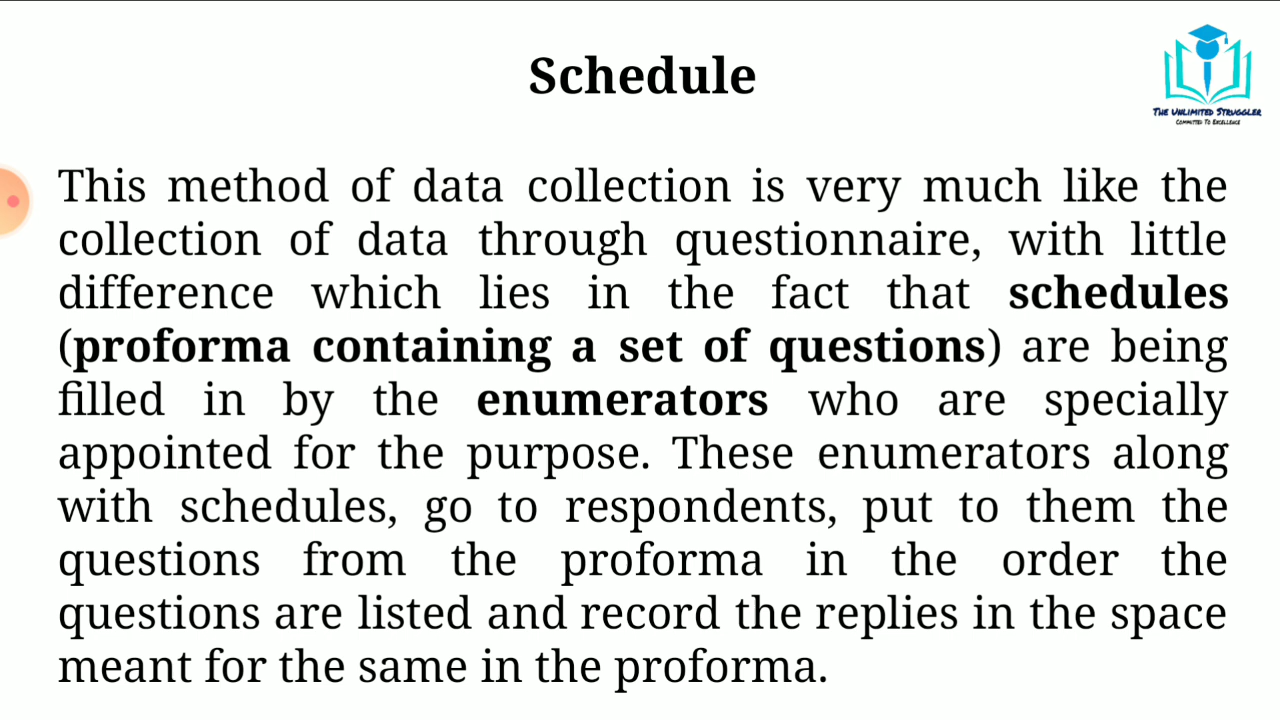 Schedule
THE UNLIMITED STRUGGLER
COMMITTED TO EXCELLENCE
This method of data collection is very much like the
collection of data through questionnaire, with little
difference which lies in the fact that schedules
(proforma containing a set of questions) are being
filled in by the enumerators who are specially
appointed for the purpose. These enumerators along
with schedules, go to respondents, put to them the
questions from the proforma in the order the
questions are listed and record the replies in the space
meant for the same in the proforma.